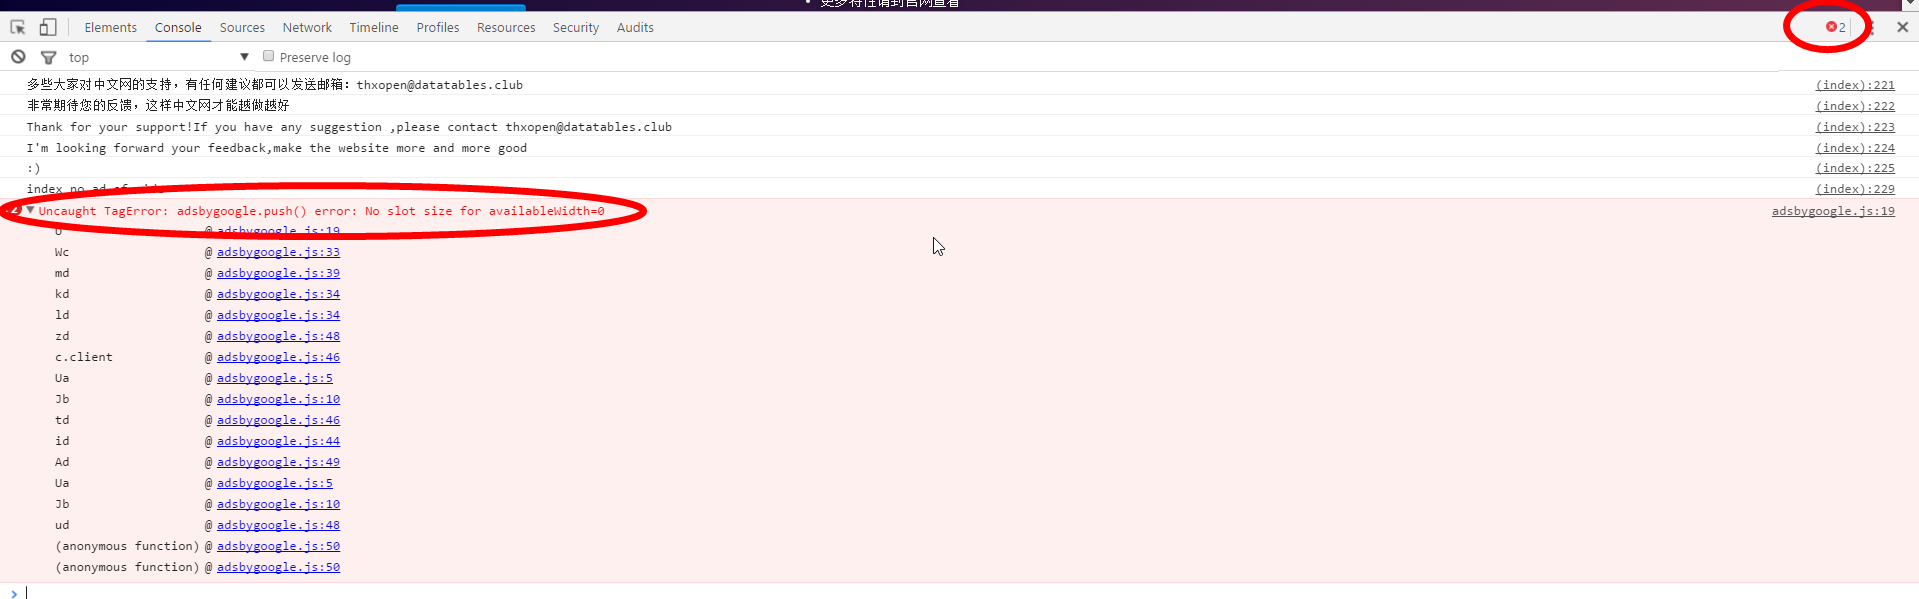 更多特性请到官网查看
Elements Console Sources Network Timeline Profiles Resources Security Audits 2
top Preserve log
多些大家对中文网的支持，有任何建议都可以发送邮箱：thxopen@datatables.club (index):221
非常期待您的反馈，这样中文网才能越做越好 (index):222
Thank for your support!If you have any suggestion ,please contact thxopen@datatables.club (index):223
I'm looking forward your feedback,make the website more and more good (index):224
:) (index):225
index no ad (index):229
2 Uncaught TagError: adsbygoogle.push() error: No slot size for availableWidth=0 adsbygoogle.js:19
U @ adsbygoogle.js:19
Wc @ adsbygoogle.js:33
md @ adsbygoogle.js:39
kd @ adsbygoogle.js:34
ld @ adsbygoogle.js:34
zd @ adsbygoogle.js:48
c.client @ adsbygoogle.js:46
Ua @ adsbygoogle.js:5
Jb @ adsbygoogle.js:10
td @ adsbygoogle.js:46
id @ adsbygoogle.js:44
Ad @ adsbygoogle.js:49
Ua @ adsbygoogle.js:5
Jb @ adsbygoogle.js:10
ud @ adsbygoogle.js:48
(anonymous function) @ adsbygoogle.js:50
(anonymous function) @ adsbygoogle.js:50